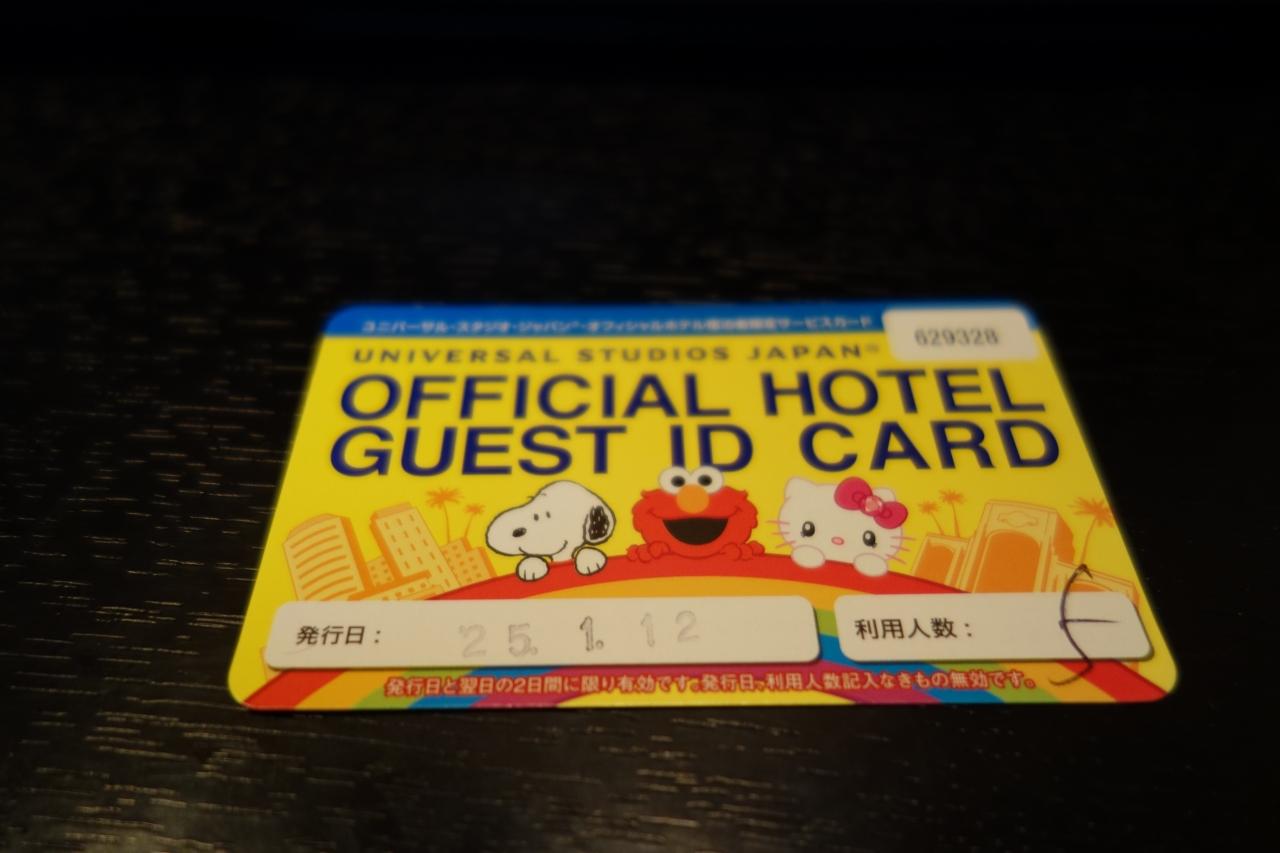 ユニバーサル・スタジオ・ジャパン®・オフィシャルホテル宿泊者限定サービスカード
629328
UNIVERSAL STUDIOS JAPAN®
OFFICIAL HOTEL
GUEST ID CARD
発行日： 25. 1. 12
利用人数：
発行日と翌日の2日間に限り有効です。発行日、利用人数記入なきもの無効です。